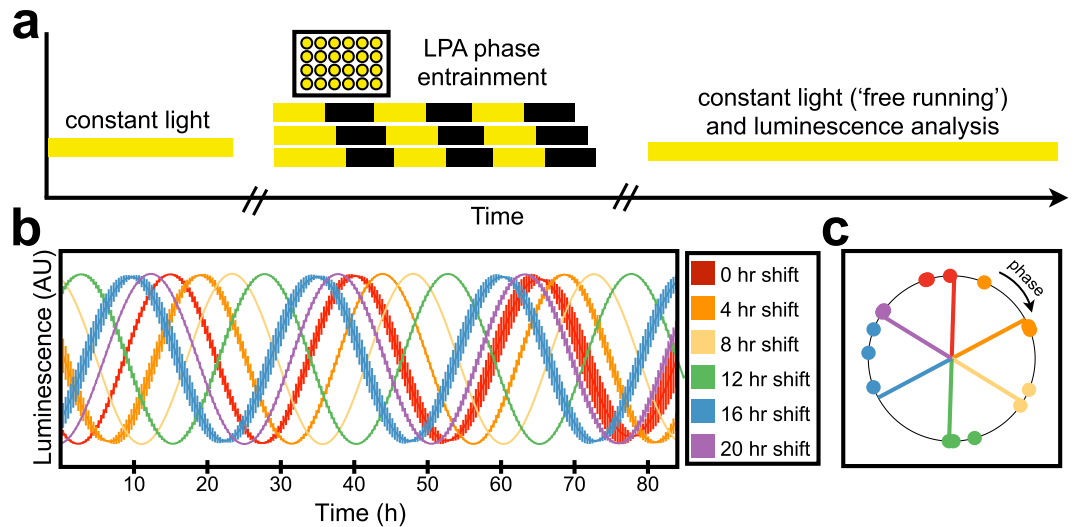 a
LPA phase
entrainment
constant light
constant light (‘free running’)
and luminescence analysis
Time
b
Luminescence (AU)
10
20
30
40
50
60
70
80
Time (h)
0 hr shift
4 hr shift
8 hr shift
12 hr shift
16 hr shift
20 hr shift
c
phase